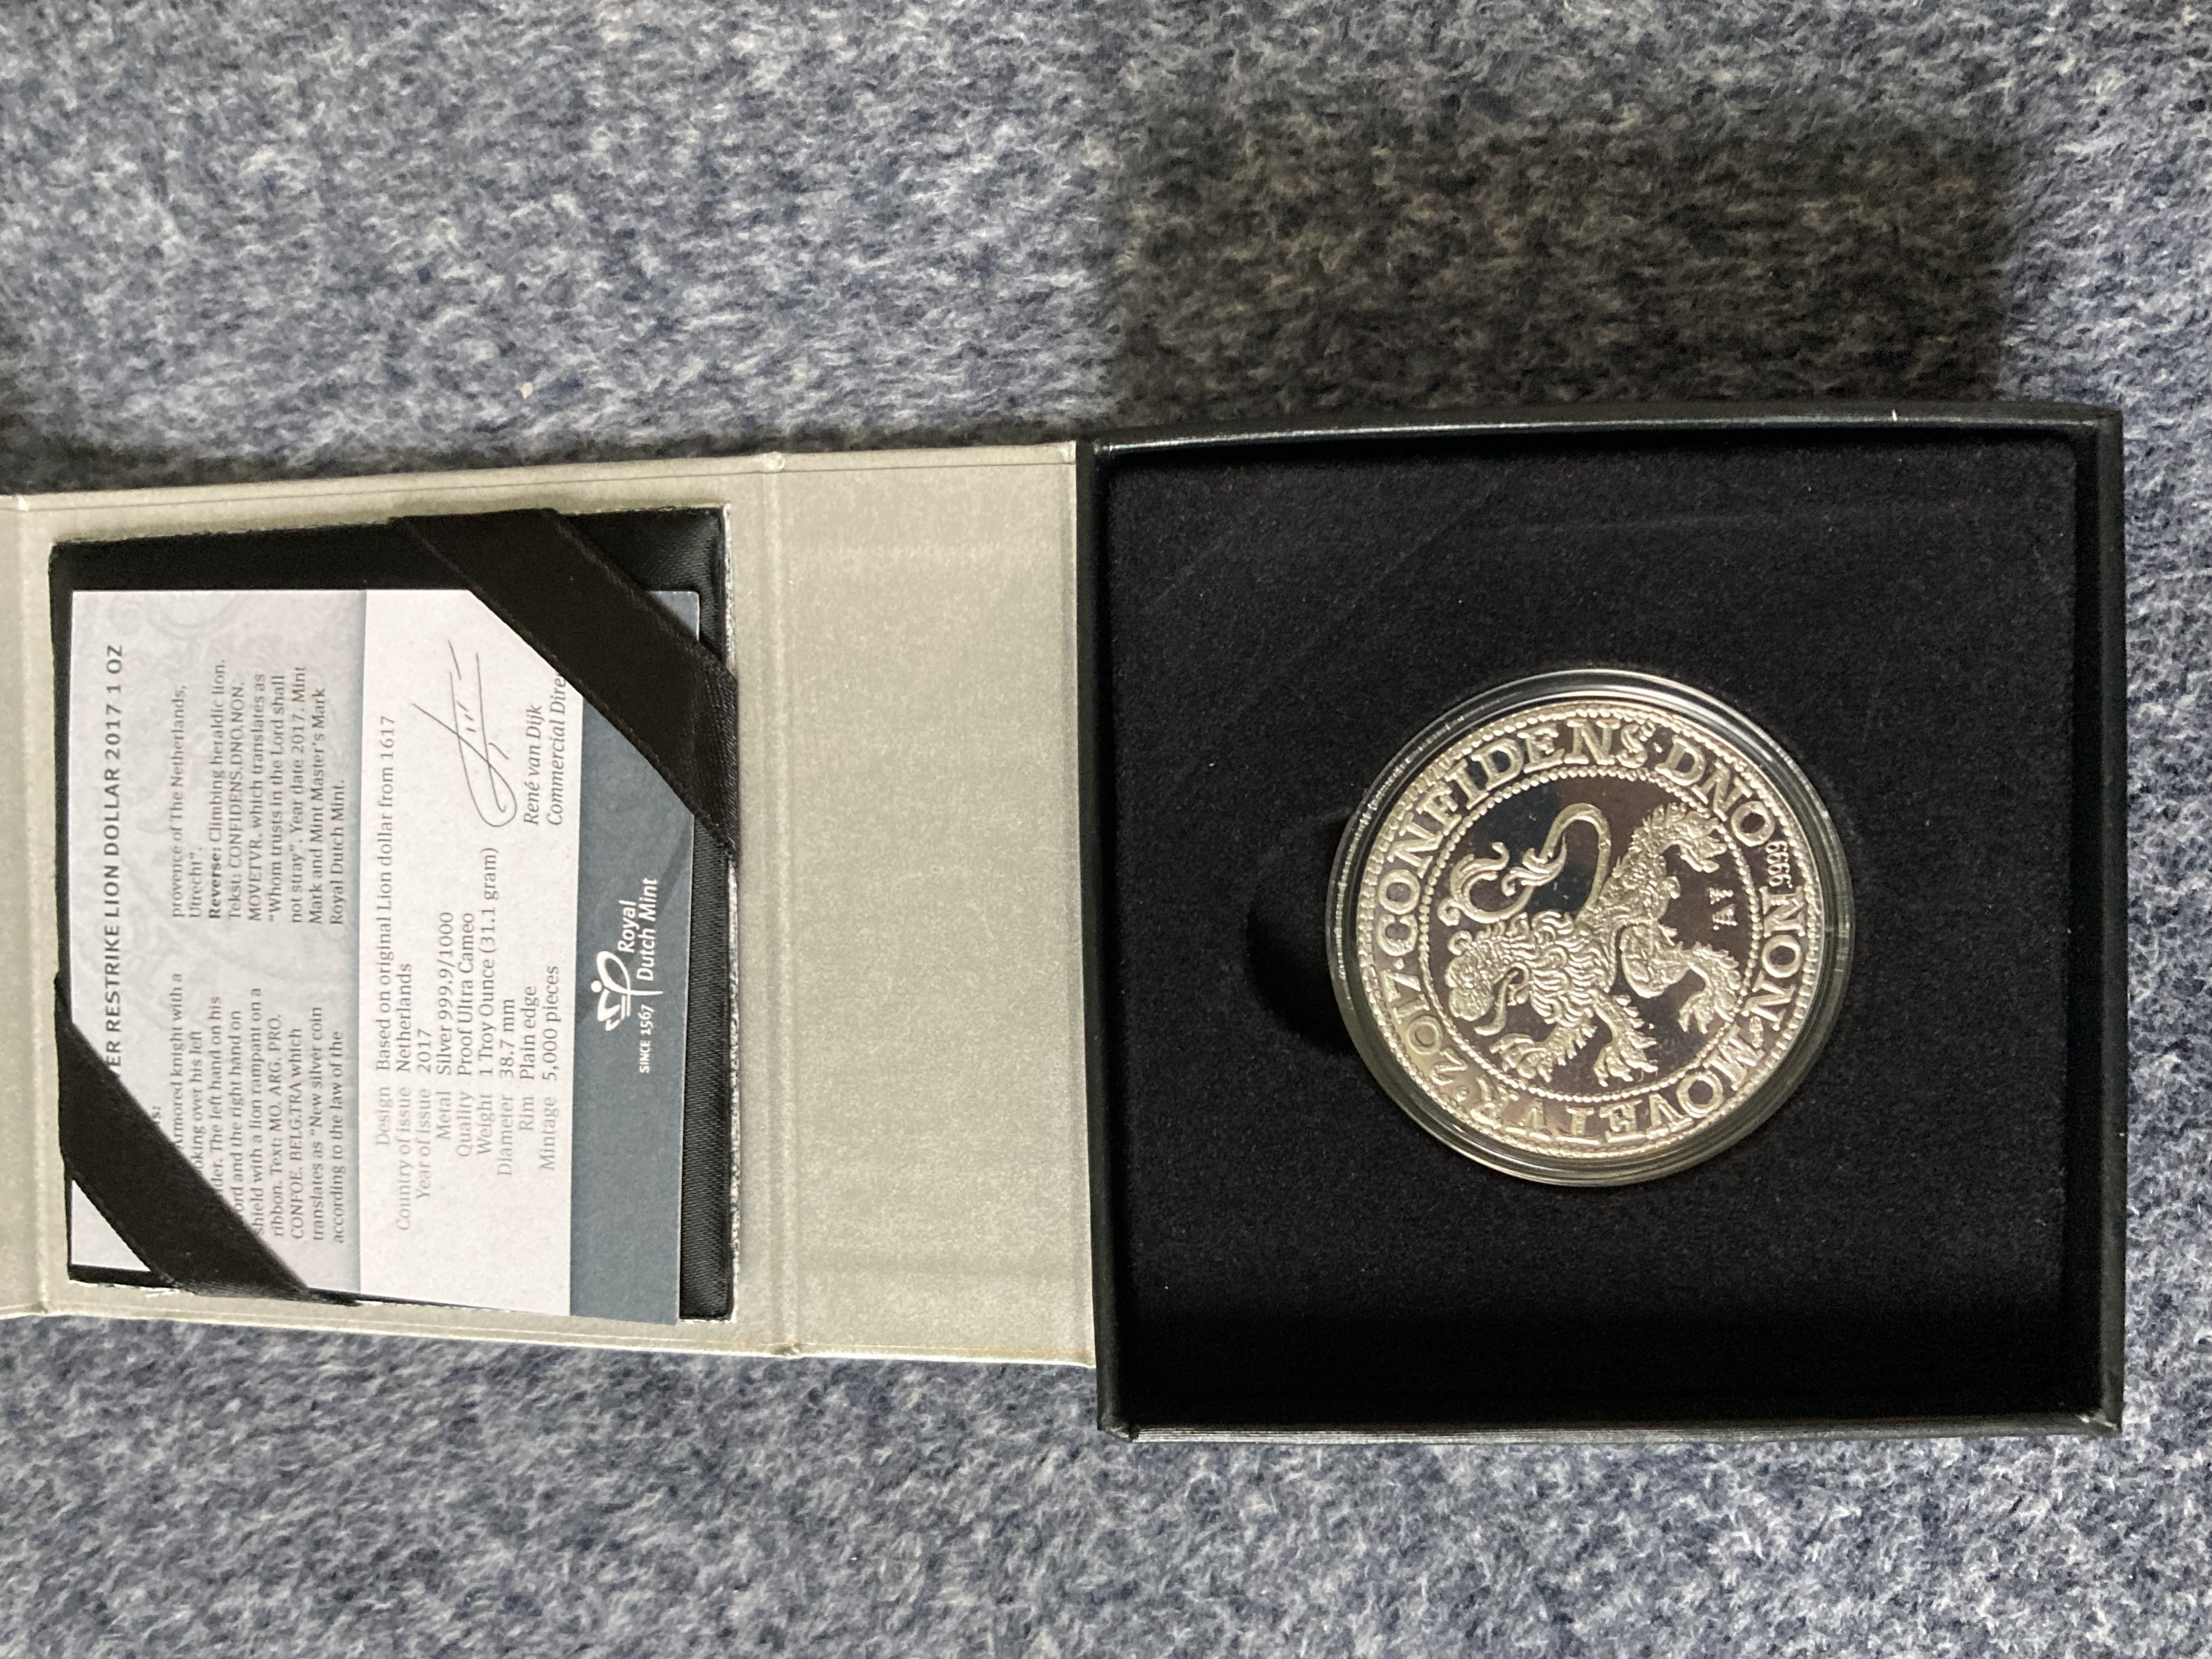 ER RESTRIKE LION DOLLAR 2017 1 OZ
s:
rmored knight with a
oking over his left
der. The left hand on his
ord and the right hand on
shield with a lion rampant on a
ribbon. Text: MO. ARG. PRO.
CONFOE. BELG.TRA which
translates as "New silver coin
according to the law of the
provence of The Netherlands,
Utrecht".
Reverse: Climbing heraldic lion.
Tekst: CONFIDENS.DNO.NON.
MOVETVR, which translates as
"Whom trusts in the Lord shall
not stray". Year date 2017. Mint
Mark and Mint Master's Mark
Royal Dutch Mint.
Design Based on original Lion dollar from 1617
Country of issue Netherlands
Year of issue 2017
Metal Silver 999.9/1000
Quality Proof Ultra Cameo
Weight 1 Troy Ounce (31.1 gram)
Diameter 38.7 mm
Rim Plain edge
Mintage 5,000 pieces
René van Dijk
Commercial Dire
SINCE 1567
Royal
Dutch Mint
2017·CONFIDENS·DNO·999·NON·MOVETVR·